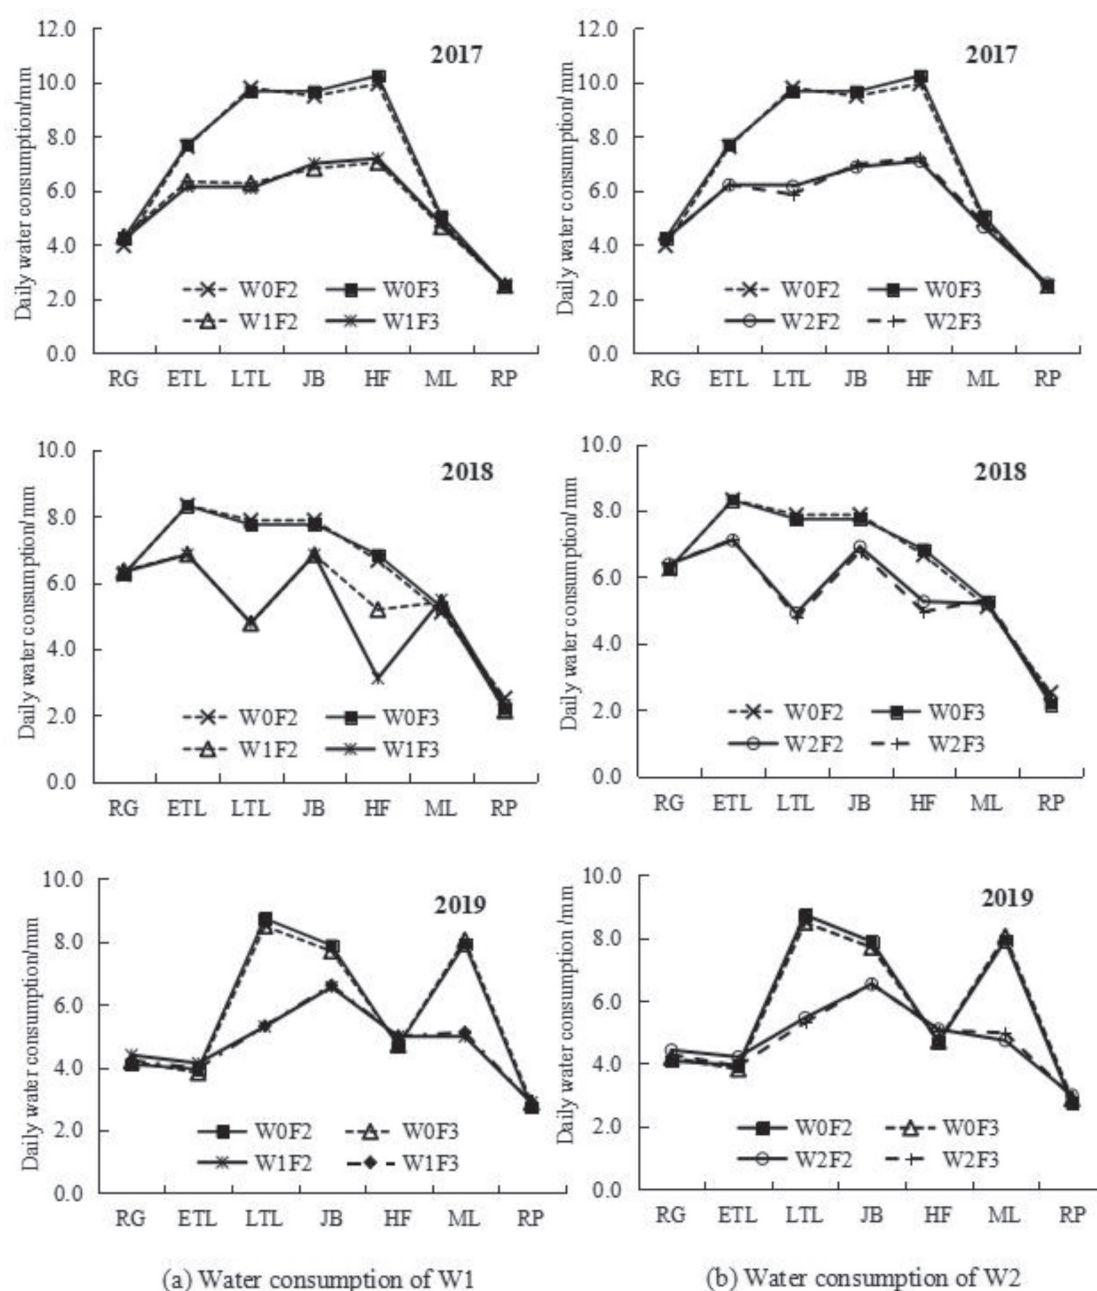 12.0
10.0
8.0
6.0
4.0
2.0
0.0
Daily water consumption/mm
2017
W0F2 W0F3
W1F2 W1F3
RG ETL LTL JB HF ML RP
12.0
10.0
8.0
6.0
4.0
2.0
0.0
Daily water consumption/mm
2017
W0F2 W0F3
W2F2 W2F3
RG ETL LTL JB HF ML RP
10.0
8.0
6.0
4.0
2.0
0.0
Daily water consumption/mm
2018
W0F2 W0F3
W1F2 W1F3
RG ETL LTL JB HF ML RP
10.0
8.0
6.0
4.0
2.0
0.0
Daily water consumption/mm
2018
W0F2 W0F3
W2F2 W2F3
RG ETL LTL JB HF ML RP
10.0
8.0
6.0
4.0
2.0
0.0
Daily water consumption/mm
2019
W0F2 W0F3
W1F2 W1F3
RG ETL LTL JB HF ML RP
10.0
8.0
6.0
4.0
2.0
0.0
Daily water consumption /mm
2019
W0F2 W0F3
W2F2 W2F3
RG ETL LTL JB HF ML RP
(a) Water consumption of W1
(b) Water consumption of W2